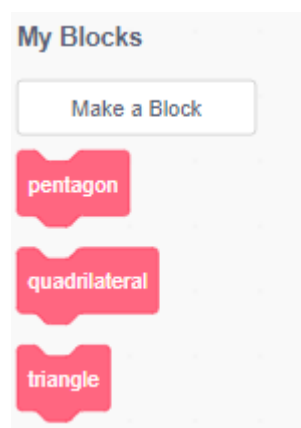 My Blocks
Make a Block
pentagon
quadrilateral
triangle